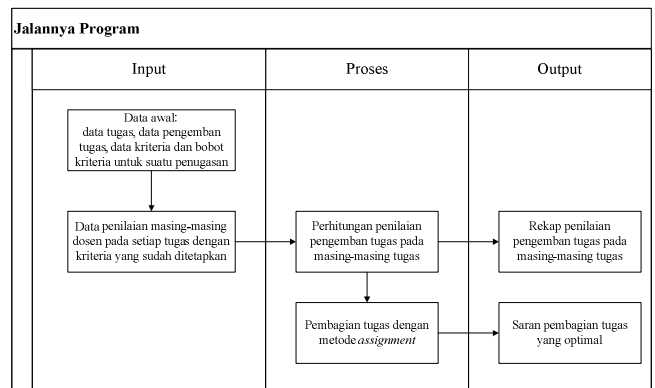 Jalannya Program
Input
Proses
Output
Data awal:
data tugas, data pengemban
tugas, data kriteria dan bobot
kriteria untuk suatu penugasan
Data penilaian masing-masing
dosen pada setiap tugas dengan
kriteria yang sudah ditetapkan
Perhitungan penilaian
pengemban tugas pada
masing-masing tugas
Rekap penilaian
pengemban tugas pada
masing-masing tugas
Pembagian tugas dengan
metode assignment
Saran pembagian tugas
yang optimal